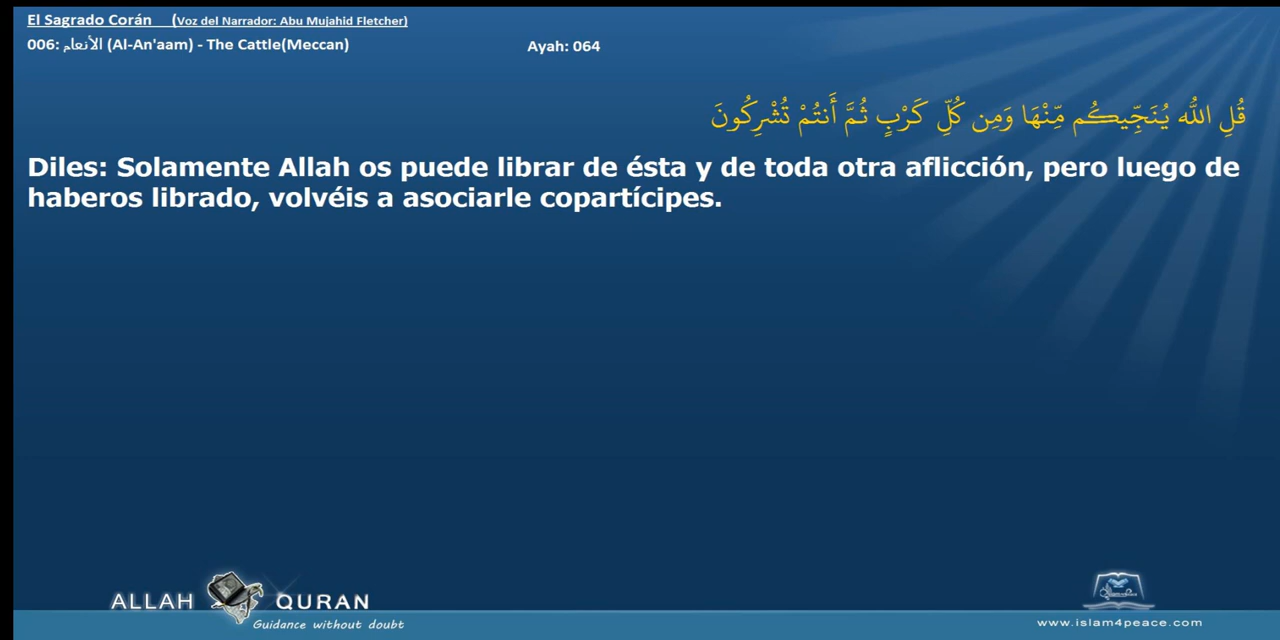 El Sagrado Corán (Voz del Narrador: Abu Mujahid Fletcher)
006: الأنعام (Al-An'aam) - The Cattle(Meccan) Ayah: 064
قُلِ اللّٰه يُنَجِّيكُم مِّنْهَا وَمِن كُلِّ كَرْبٍ ثُمَّ أَنتُمْ تُشْرِكُونَ
Diles: Solamente Allah os puede librar de ésta y de toda otra aflicción, pero luego de
haberos librado, volvéis a asociarle copartícipes.
ALLAH QURAN
Guidance without doubt
www.islam4peace.com